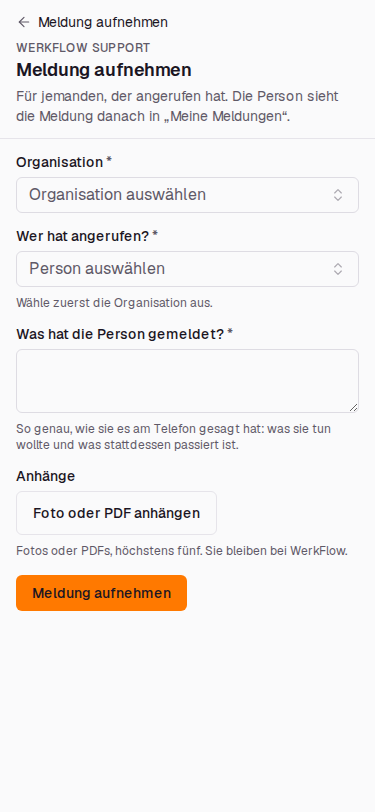 Meldung aufnehmen
WERKFLOW SUPPORT
Meldung aufnehmen
Für jemanden, der angerufen hat. Die Person sieht
die Meldung danach in „Meine Meldungen“.
Organisation *
Organisation auswählen
Wer hat angerufen? *
Person auswählen
Wähle zuerst die Organisation aus.
Was hat die Person gemeldet? *
So genau, wie sie es am Telefon gesagt hat: was sie tun
wollte und was stattdessen passiert ist.
Anhänge
Foto oder PDF anhängen
Fotos oder PDFs, höchstens fünf. Sie bleiben bei WerkFlow.
Meldung aufnehmen